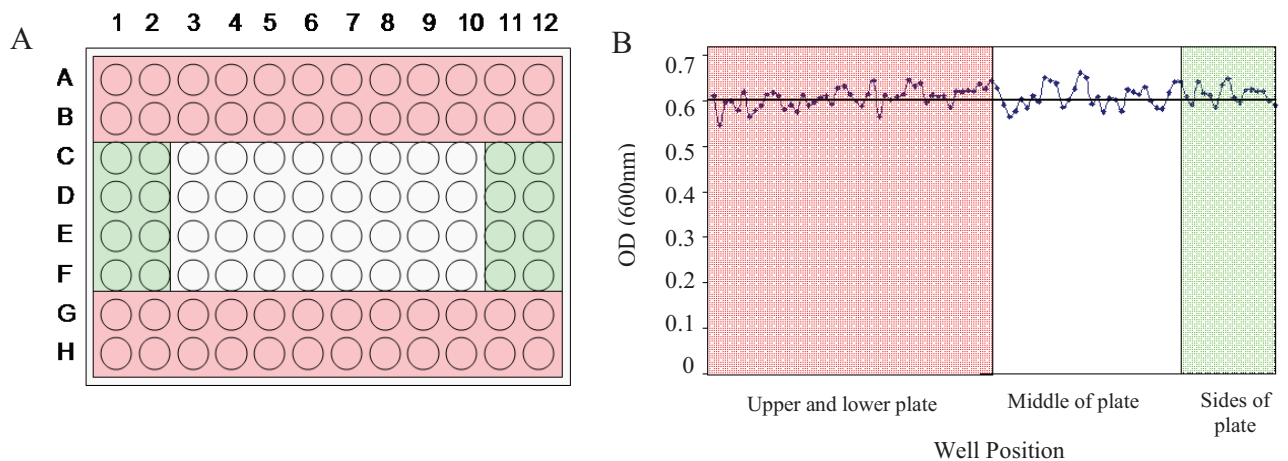 A
1 2 3 4 5 6 7 8 9 10 11 12
A
B
C
D
E
F
G
H
B
OD (600nm)
0.7
0.6
0.5
0.4
0.3
0.2
0.1
0
Upper and lower plate
Middle of plate
Sides of
plate
Well Position